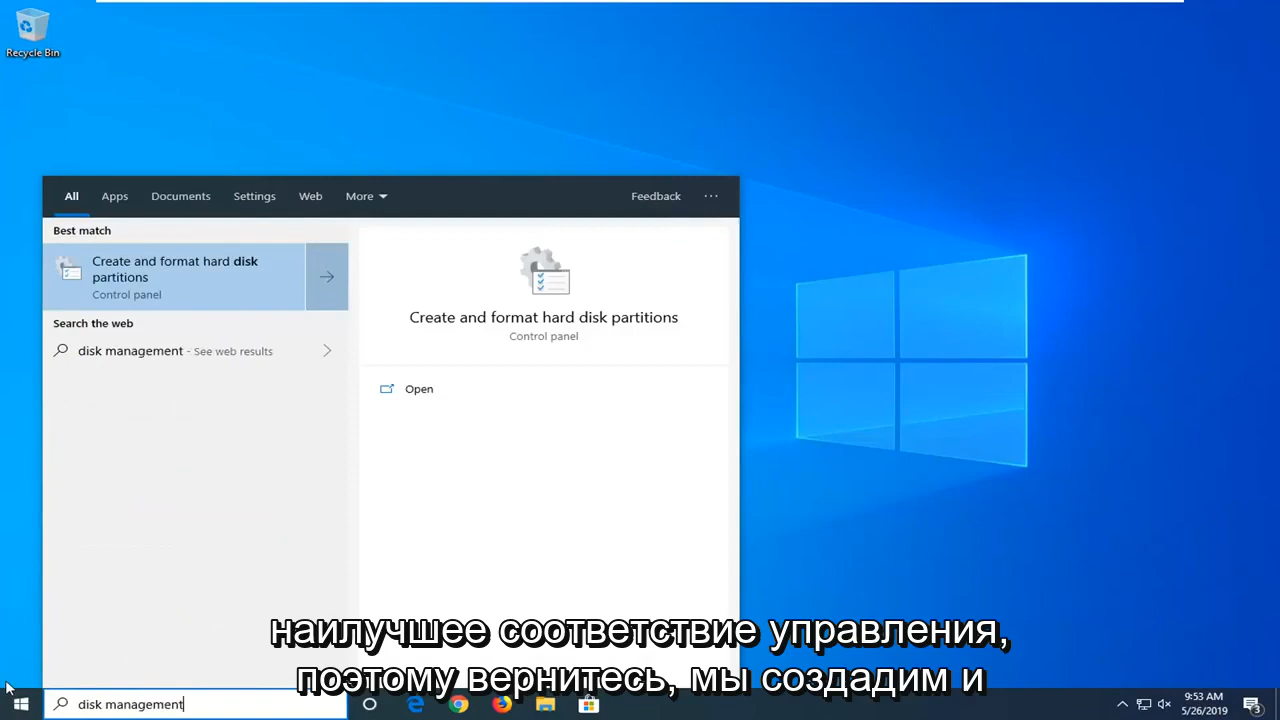 Recycle Bin
All Apps Documents Settings Web More Feedback ...
Best match
Create and format hard disk
partitions
Control panel
Search the web
disk management - See web results
Create and format hard disk partitions
Control panel
Open
наилучшее соответствие управления,
поэтому вернитесь, мы создадим и
disk management
9:53 AM
5/26/2019
3